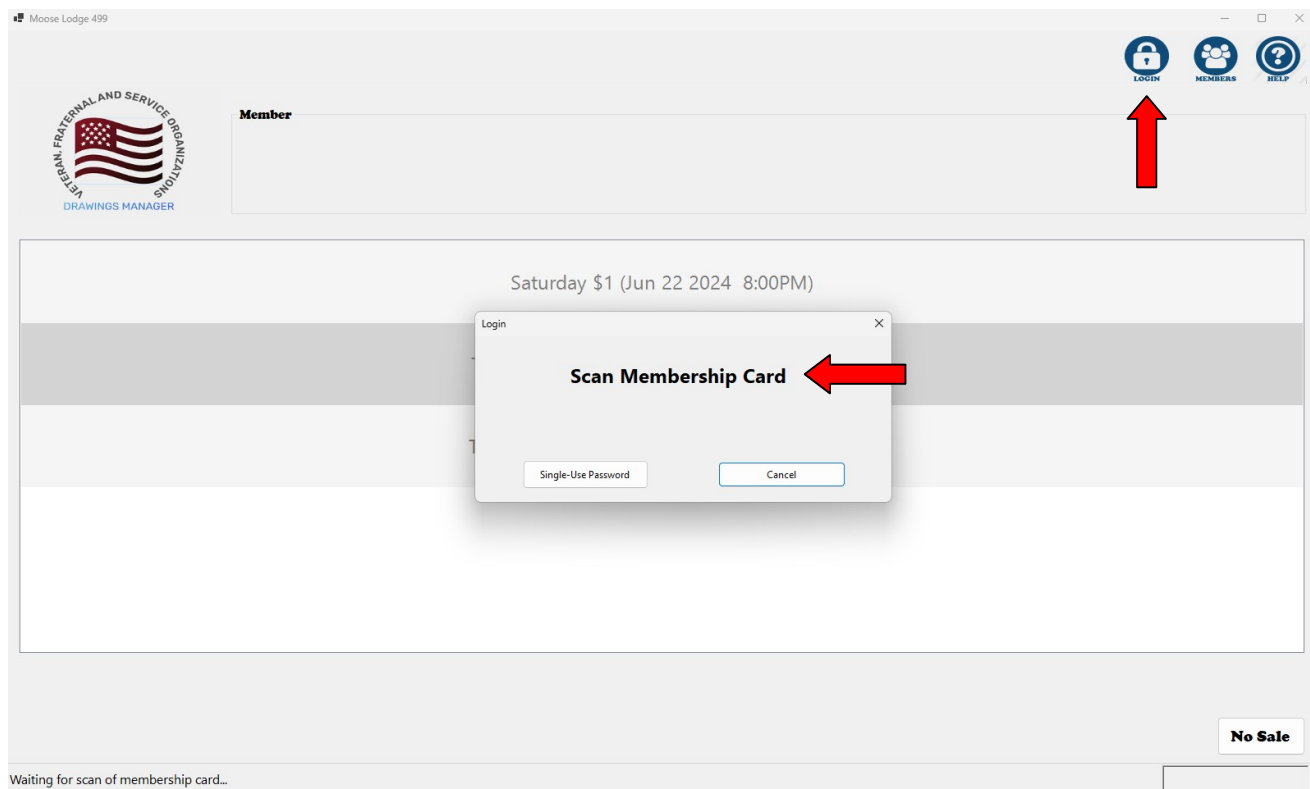 Moose Lodge 499
LOGIN
MEMBERS
HELP
VETERAN, FRATERNAL AND SERVICE ORGANIZATIONS
DRAWINGS MANAGER
Member
Saturday $1 (Jun 22 2024 8:00PM)
Login
Scan Membership Card
Single-Use Password
Cancel
No Sale
Waiting for scan of membership card...